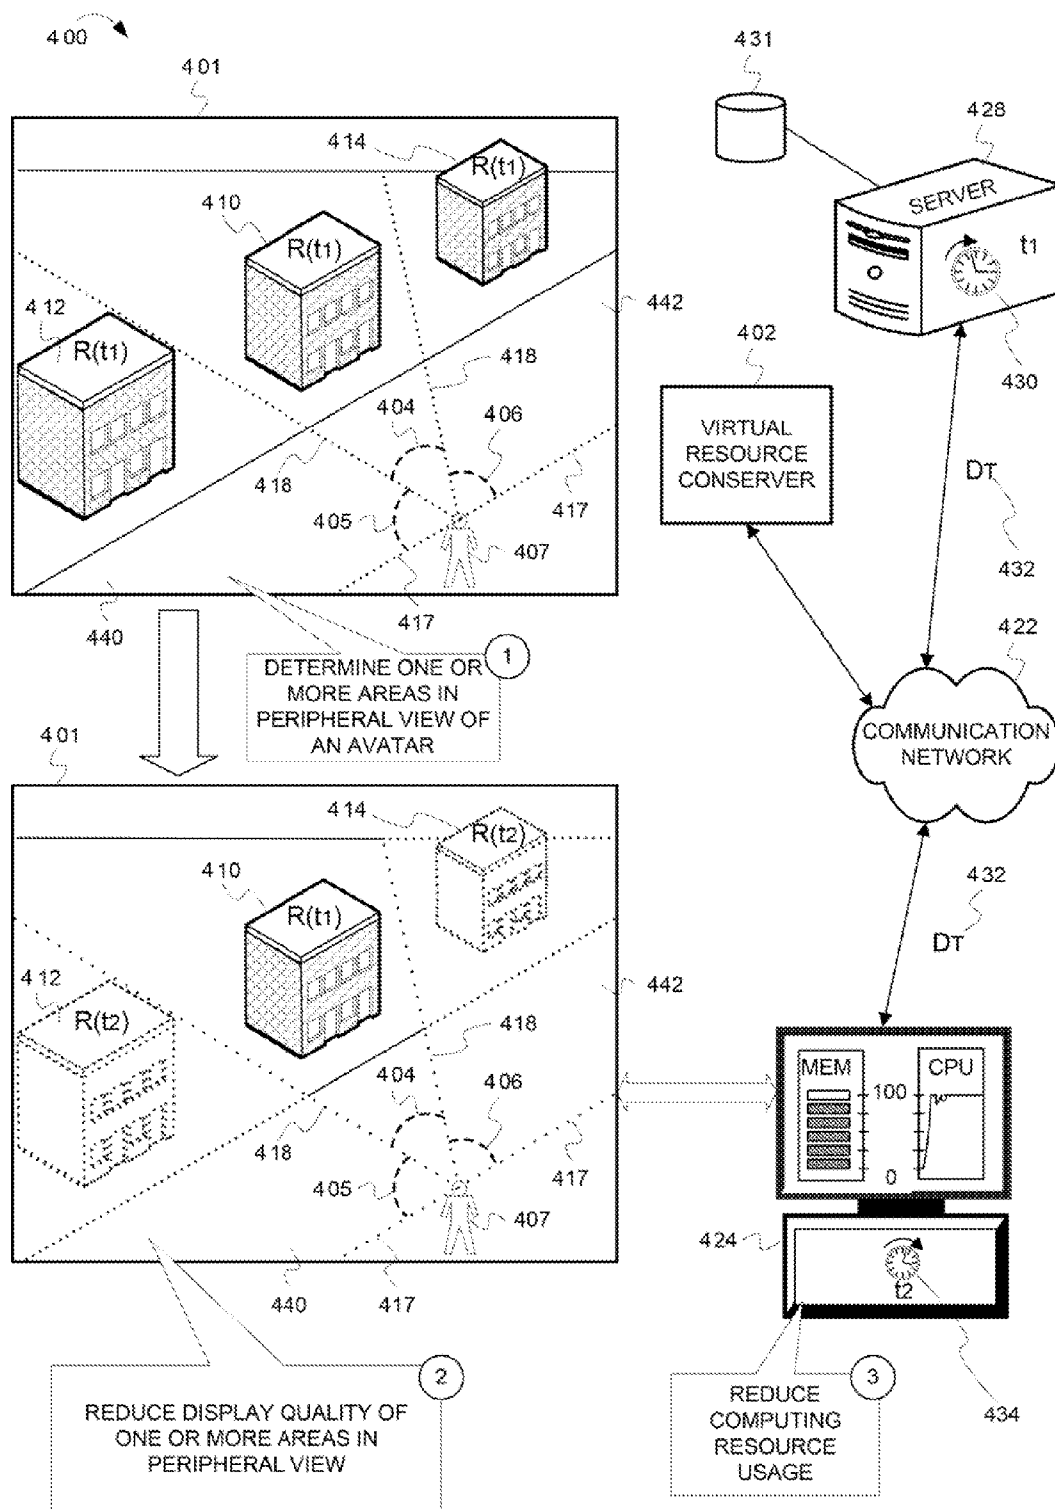 400
401
414
R(t1)
410
R(t1)
412
R(t1)
442
418
404
406
418
405
417
407
440
417
1
DETERMINE ONE OR
MORE AREAS IN
PERIPHERAL VIEW OF
AN AVATAR
431
428
SERVER
t1
430
402
VIRTUAL
RESOURCE
CONSERVER
DT
432
422
COMMUNICATION
NETWORK
432
DT
401
414
R(t2)
410
R(t1)
412
R(t2)
442
418
404
406
418
405
417
407
440
417
MEM
CPU
100
0
424
t2
434
2
REDUCE DISPLAY QUALITY OF
ONE OR MORE AREAS IN
PERIPHERAL VIEW
3
REDUCE
COMPUTING
RESOURCE
USAGE